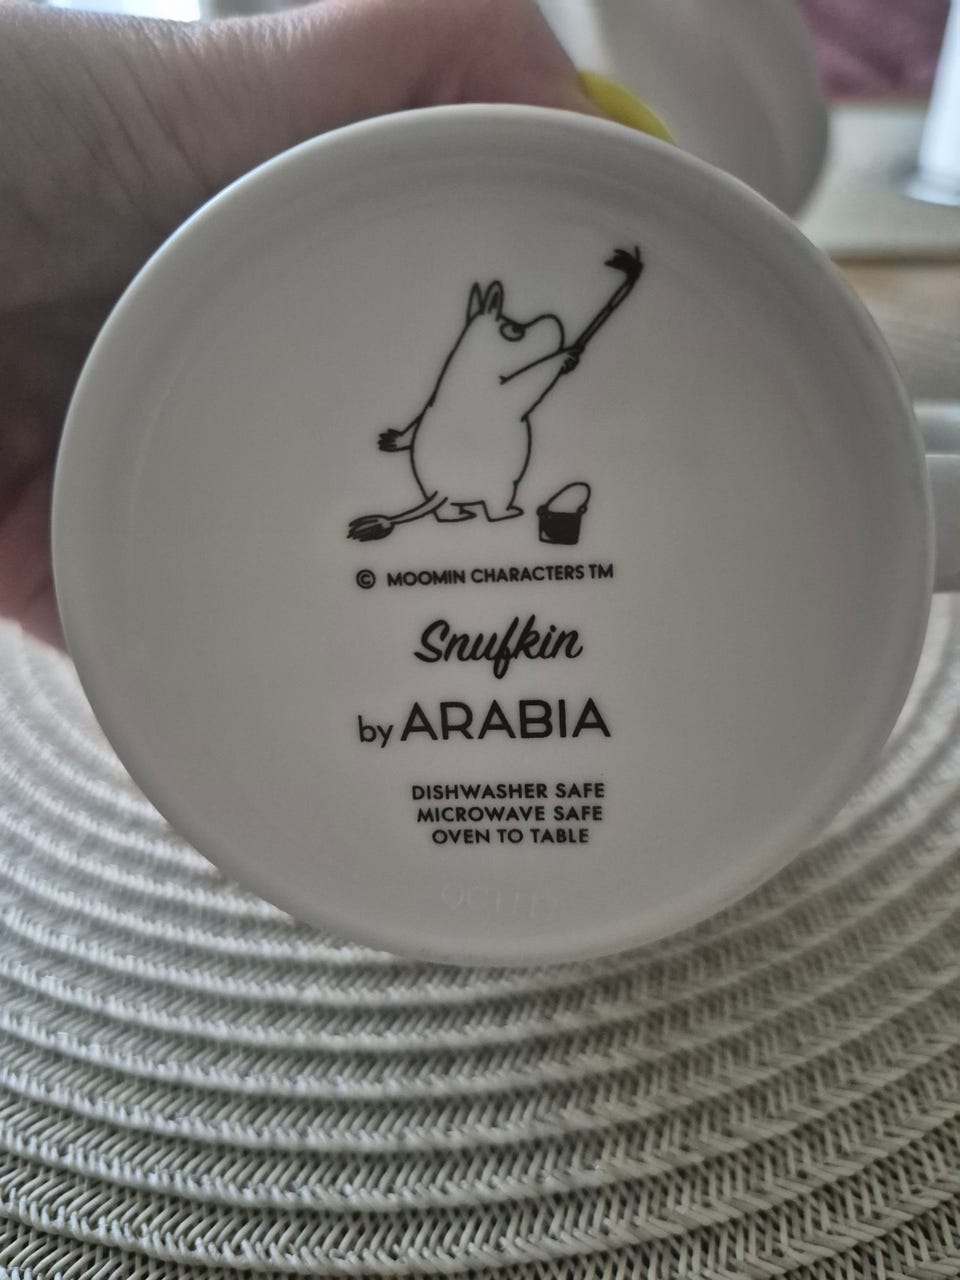 © MOOMIN CHARACTERS TM
Snufkin
by ARABIA
DISHWASHER SAFE
MICROWAVE SAFE
OVEN TO TABLE